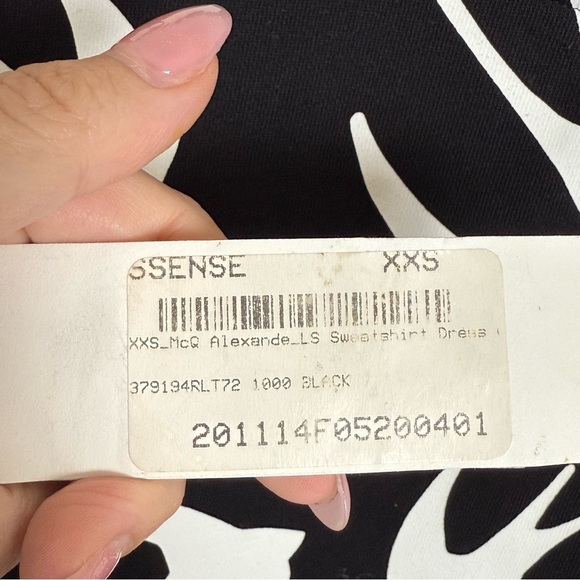 SSENSE XXS
XXS_McQ Alexande_LS Sweatshirt Dress
379194RLT72 1000 BLACK
201114F05200401